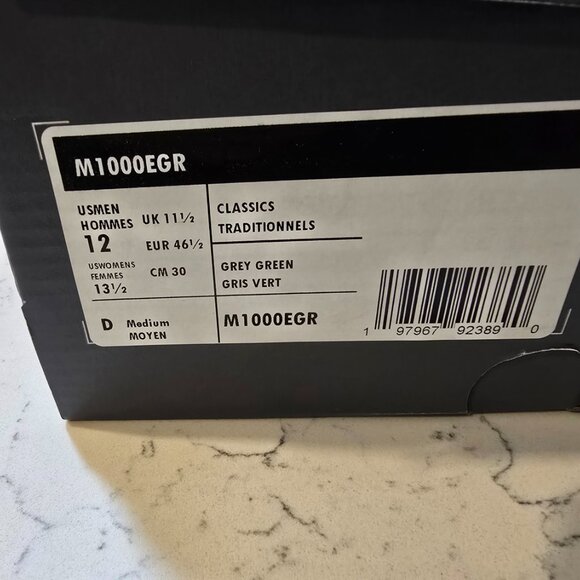 M1000EGR
USMEN
HOMMES
12
UK 11½
EUR 46½
USWOMENS
FEMMES
13½
CM 30
CLASSICS
TRADITIONNELS
GREY GREEN
GRIS VERT
D Medium
MOYEN
M1000EGR
1 97967 92389 0